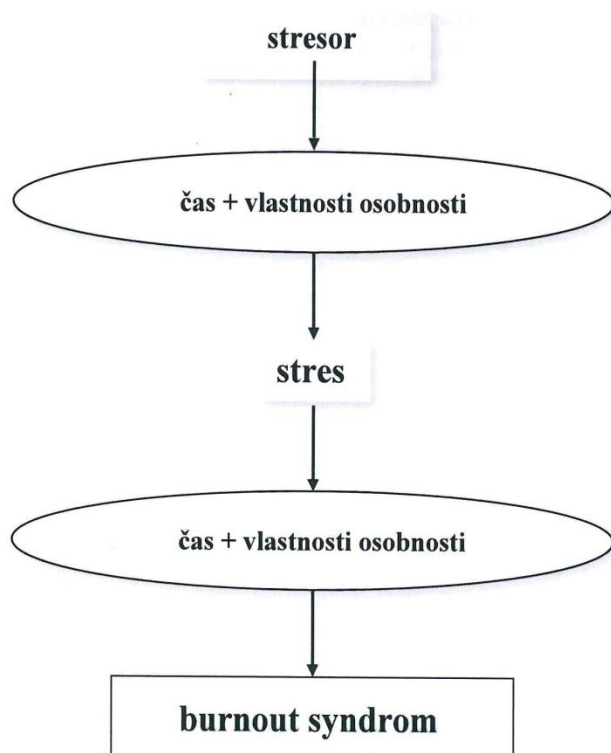 stresor
čas + vlastnosti osobnosti
stres
čas + vlastnosti osobnosti
burnout syndrom